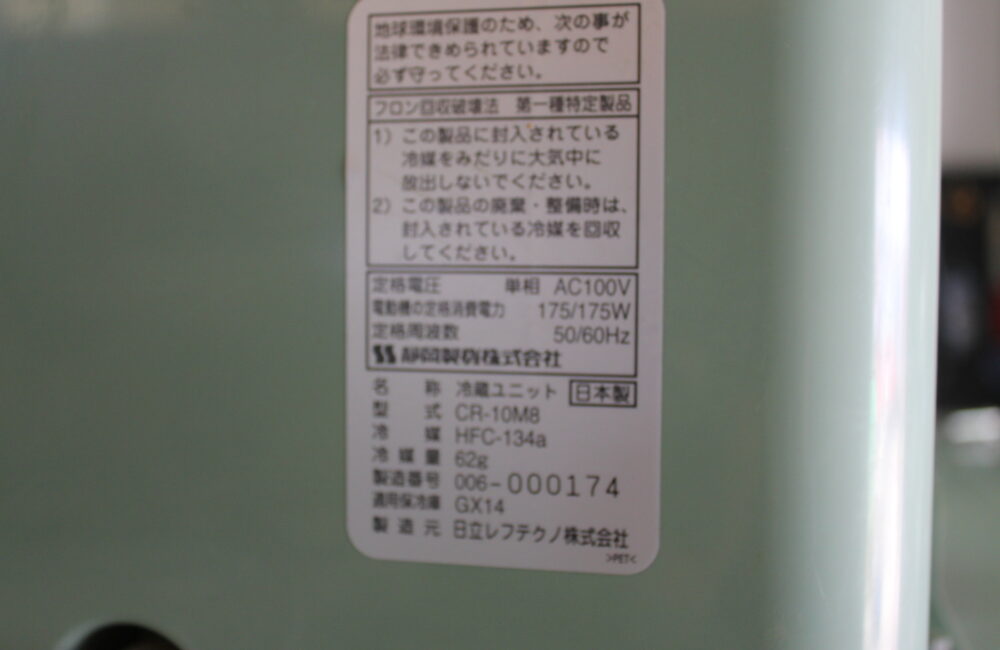 地球環境保護のため、次の事が
法律できめられていますので
必ず守ってください。
フロン回収破壊法 第一種特定製品
1) この製品に封入されている
冷媒をみだりに大気中に
放出しないでください。
2) この製品の廃棄・整備時は、
封入されている冷媒を回収
してください。
定格電圧 単相 AC100V
電動機の定格消費電力 175/175W
定格周波数 50/60Hz
静岡製機株式会社
名称 冷蔵ユニット 日本製
型式 CR-10M8
冷媒 HFC-134a
冷媒量 62g
製造番号 006-000174
適用保冷庫 GX14
製造元 日立レフテクノ株式会社
>PET<